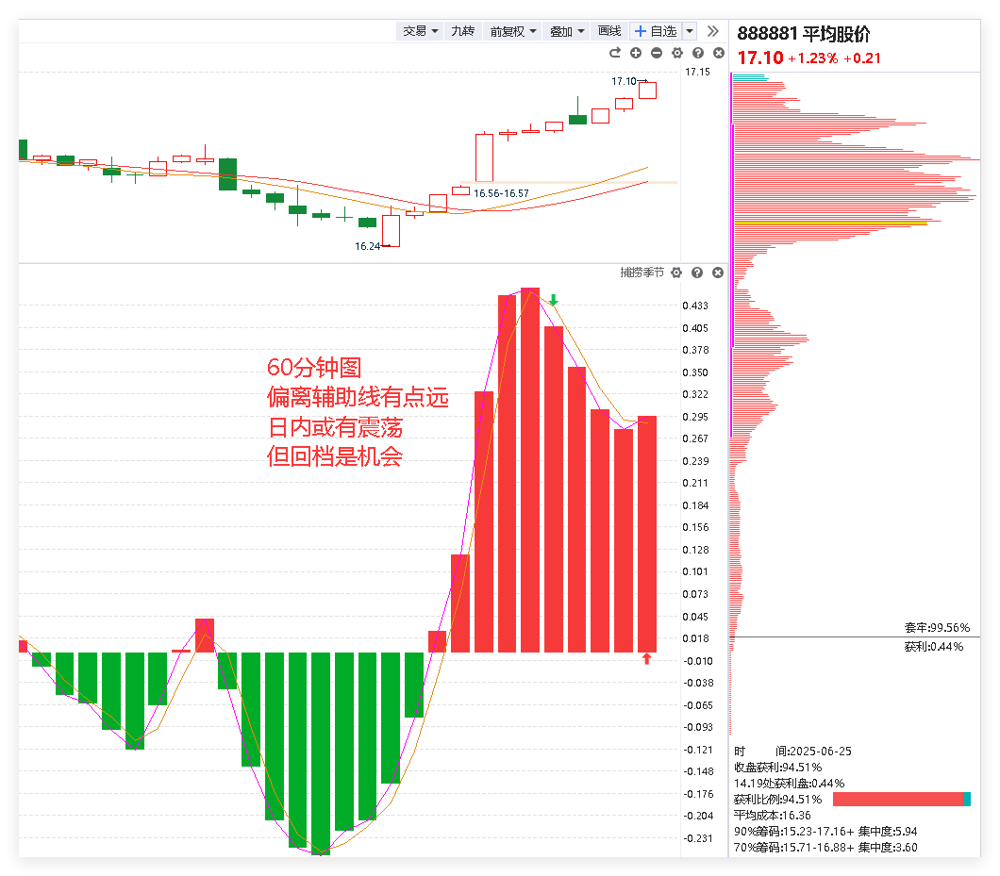 交易 九转 前复权 叠加 画线 自选
888881 平均股价
17.10 +1.23% +0.21
17.15
17.10
16.56-16.57
16.24
捕捞季节
0.433
0.405
0.378
0.350
0.322
0.295
0.267
0.239
0.211
0.184
0.156
0.128
0.101
0.073
0.045
0.018
-0.010
-0.038
-0.065
-0.093
-0.121
-0.148
-0.176
-0.204
-0.231
60分钟图
偏离辅助线有点远
日内或有震荡
但回档是机会
套牢:99.56%
获利:0.44%
时 间:2025-06-25
收盘获利:94.51%
14.19处获利盘:0.44%
获利比例:94.51%
平均成本:16.36
90%筹码:15.23-17.16+ 集中度:5.94
70%筹码:15.71-16.88+ 集中度:3.60